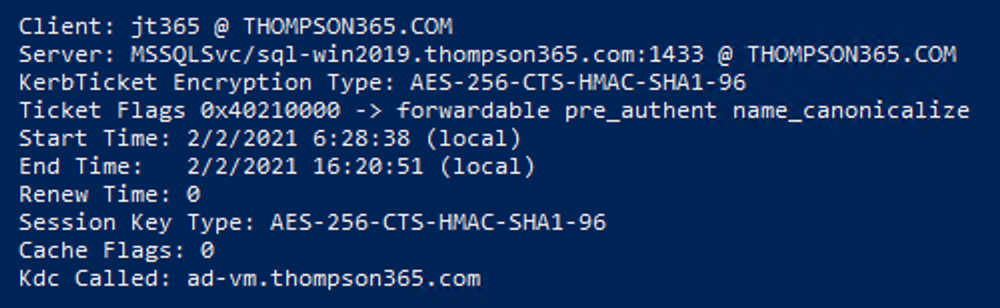 Client: jt365 @ THOMPSON365.COM
Server: MSSQLSvc/sql-win2019.thompson365.com:1433 @ THOMPSON365.COM
KerbTicket Encryption Type: AES-256-CTS-HMAC-SHA1-96
Ticket Flags 0x40210000 -> forwardable pre_authent name_canonicalize
Start Time: 2/2/2021 6:28:38 (local)
End Time:   2/2/2021 16:20:51 (local)
Renew Time: 0
Session Key Type: AES-256-CTS-HMAC-SHA1-96
Cache Flags: 0
Kdc Called: ad-vm.thompson365.com